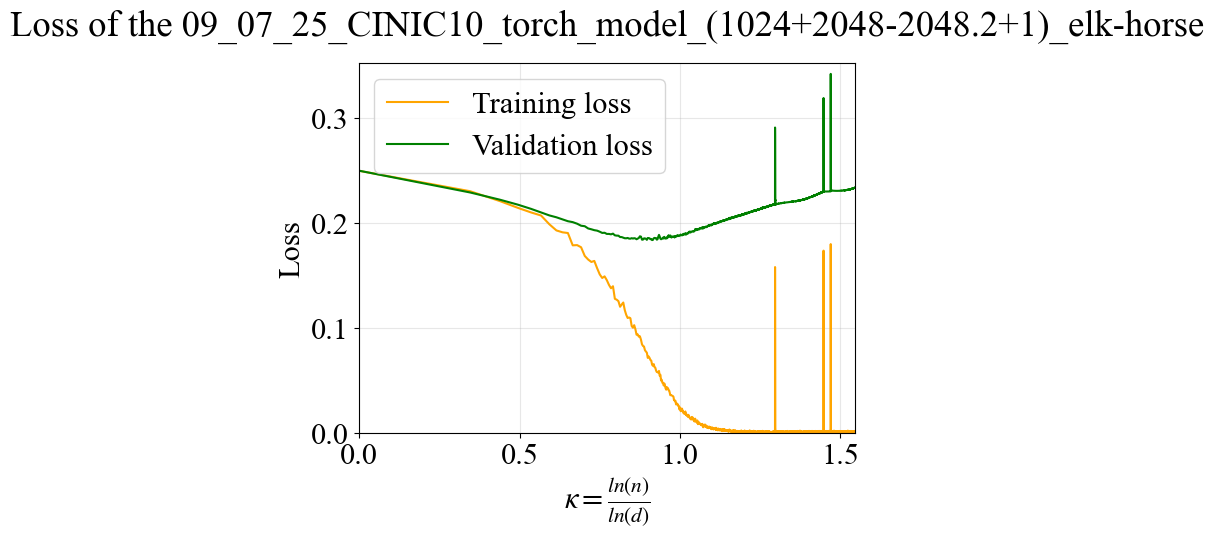 Loss of the 09_07_25_CINIC10_torch_model_(1024+2048-2048.2+1)_elk-horse
Training loss
Validation loss
Loss
0.3
0.2
0.1
0.0
0.0 0.5 1.0 1.5
κ = ln(n)/ln(d)